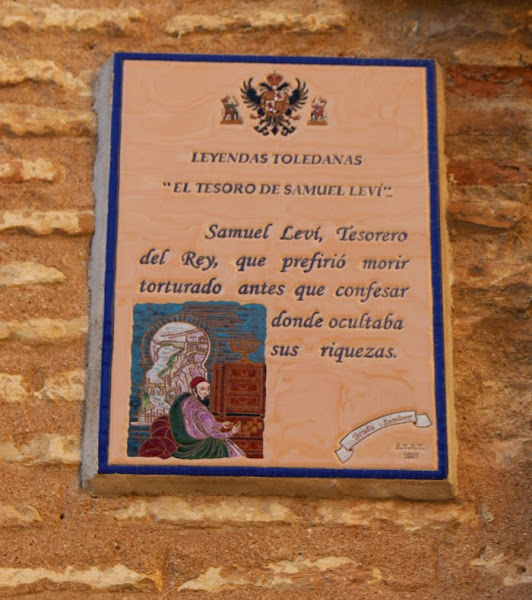 LEYENDAS TOLEDANAS
"EL TESORO DE SAMUEL LEVÍ"
Samuel Leví, Tesorero
del Rey, que prefirió morir
torturado antes que confesar
donde ocultaba
sus riquezas.